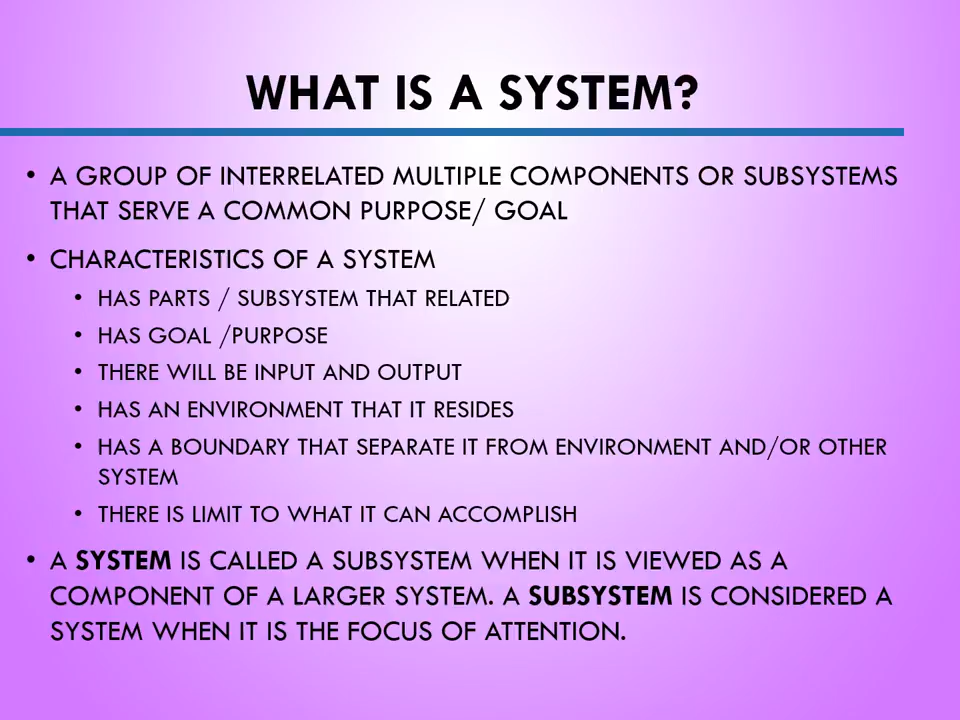 WHAT IS A SYSTEM?
• A GROUP OF INTERRELATED MULTIPLE COMPONENTS OR SUBSYSTEMS
THAT SERVE A COMMON PURPOSE/ GOAL
• CHARACTERISTICS OF A SYSTEM
• HAS PARTS / SUBSYSTEM THAT RELATED
• HAS GOAL /PURPOSE
• THERE WILL BE INPUT AND OUTPUT
• HAS AN ENVIRONMENT THAT IT RESIDES
• HAS A BOUNDARY THAT SEPARATE IT FROM ENVIRONMENT AND/OR OTHER
SYSTEM
• THERE IS LIMIT TO WHAT IT CAN ACCOMPLISH
• A SYSTEM IS CALLED A SUBSYSTEM WHEN IT IS VIEWED AS A
COMPONENT OF A LARGER SYSTEM. A SUBSYSTEM IS CONSIDERED A
SYSTEM WHEN IT IS THE FOCUS OF ATTENTION.